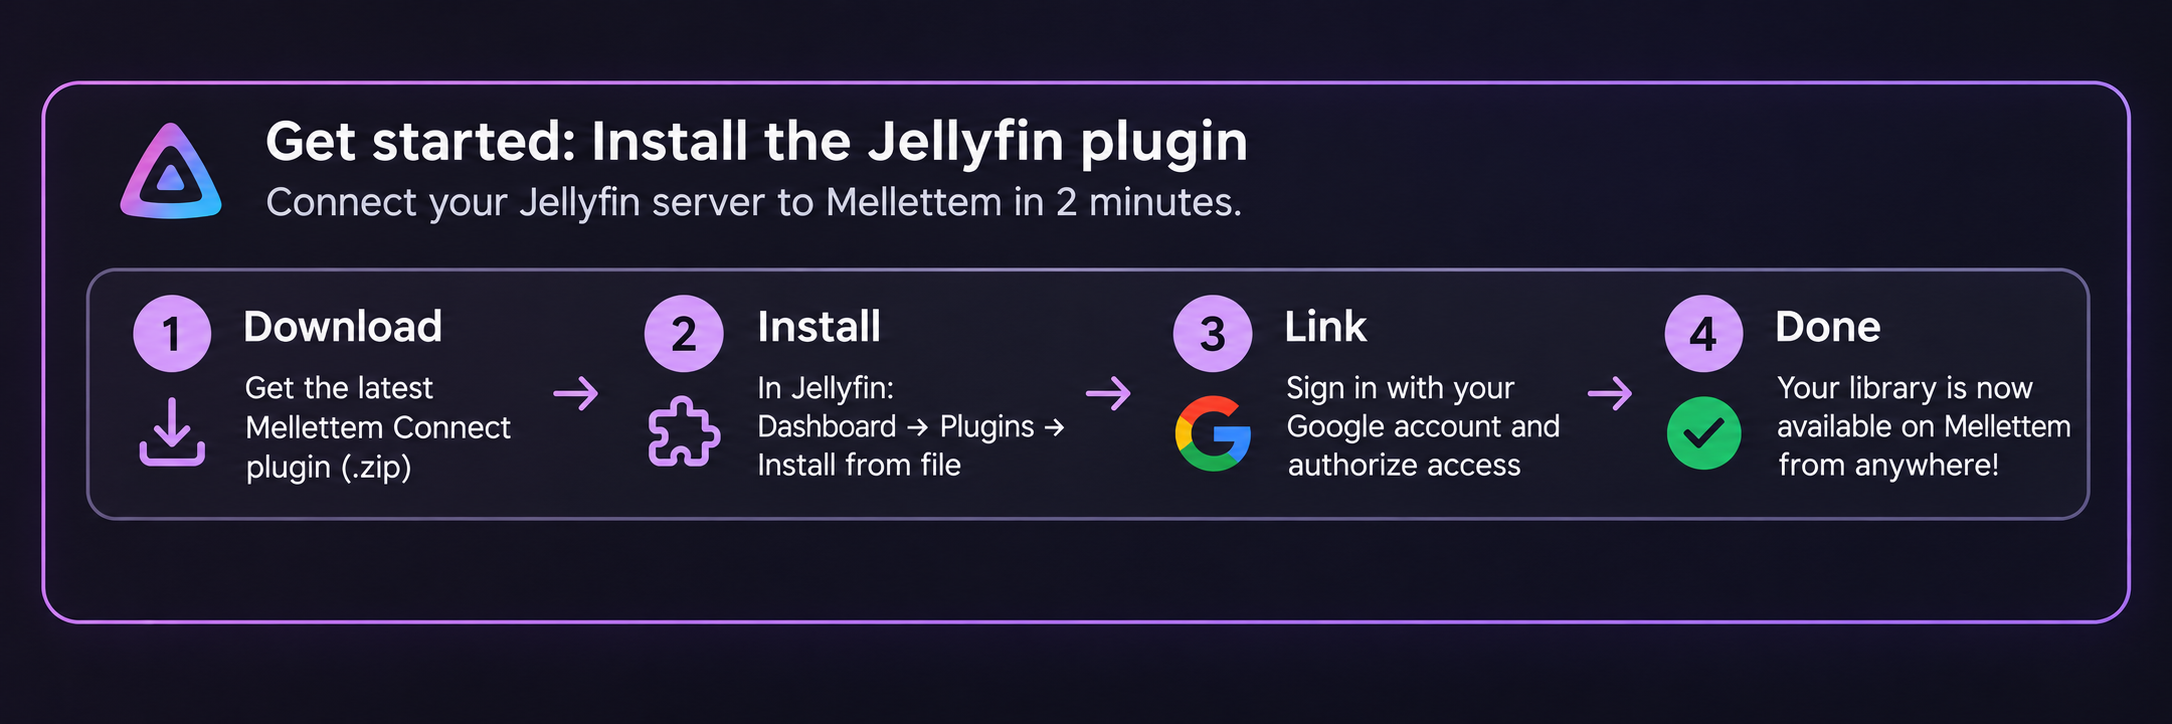 Get started: Install the Jellyfin plugin
Connect your Jellyfin server to Mellettem in 2 minutes.
1
Download
Get the latest
Mellettem Connect
plugin (.zip)
→
2
Install
In Jellyfin:
Dashboard → Plugins →
Install from file
→
3
Link
Sign in with your
Google account and
authorize access
→
4
Done
Your library is now
available on Mellettem
from anywhere!